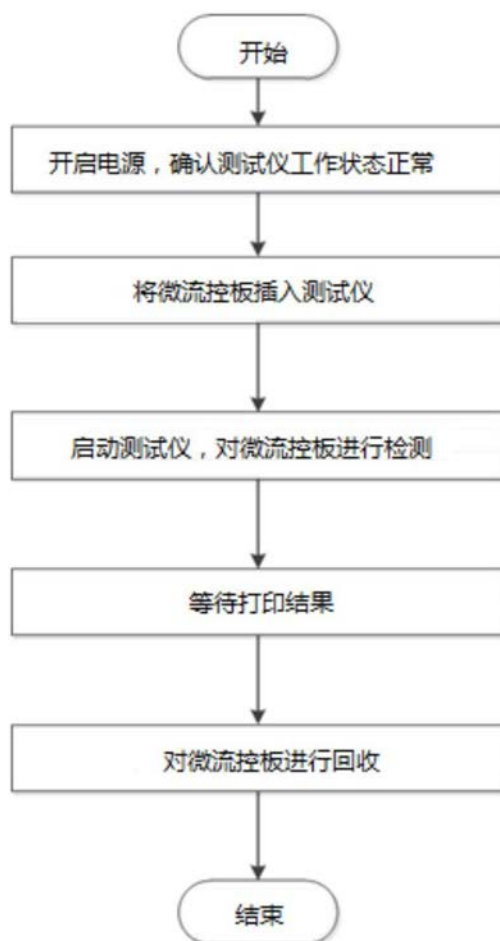 开始
开启电源，确认测试仪工作状态正常
将微流控板插入测试仪
启动测试仪，对微流控板进行检测
等待打印结果
对微流控板进行回收
结束